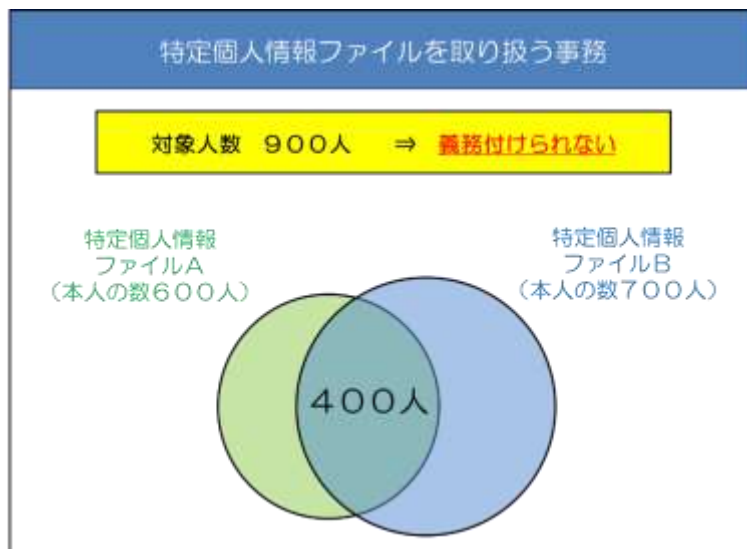 特定個人情報ファイルを取り扱う事務
対象人数　９００人　⇒　義務付けられない
特定個人情報
ファイルＡ
（本人の数６００人）
特定個人情報
ファイルＢ
（本人の数７００人）
４００人